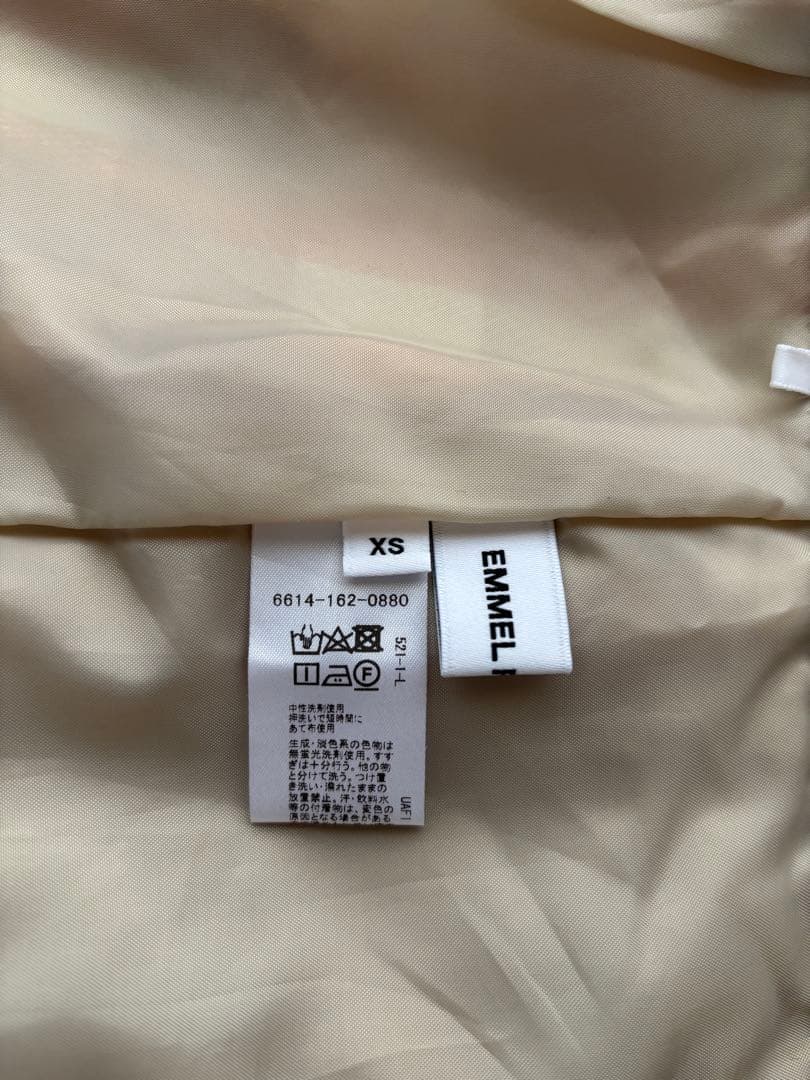 XS
EMMEL
6614-162-0880
F
521-1-L
中性洗剤使用
押洗いで短時間に
あて布使用
生成・淡色系の色物は
無蛍光洗剤使用。すす
ぎは十分行う。他の物
と分けて洗う。つけ置
き洗い・濡れたままの
放置禁止。汗・飲料水
等の付着物は、変色の
原因となる場合がある
UAF1